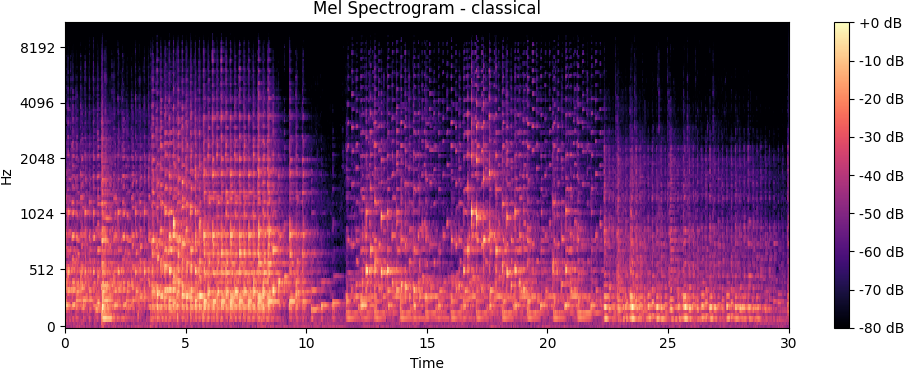 Mel Spectrogram - classical
Hz
8192
4096
2048
1024
512
0
0 5 10 15 20 25 30
Time
+0 dB
-10 dB
-20 dB
-30 dB
-40 dB
-50 dB
-60 dB
-70 dB
-80 dB